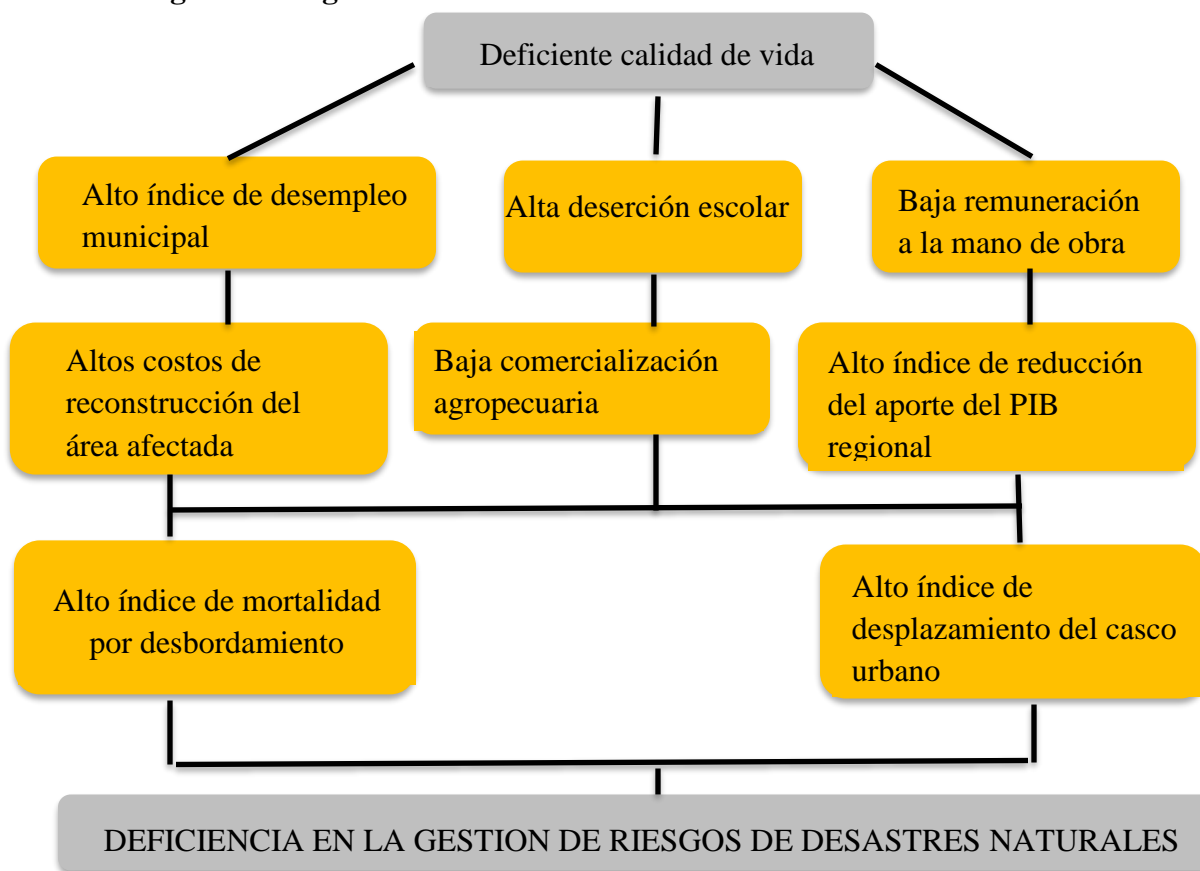 Deficiente calidad de vida
Alto índice de desempleo
municipal
Alta deserción escolar
Baja remuneración
a la mano de obra
Altos costos de
reconstrucción del
área afectada
Baja comercialización
agropecuaria
Alto índice de reducción
del aporte del PIB
regional
Alto índice de mortalidad
por desbordamiento
Alto índice de
desplazamiento del casco
urbano
DEFICIENCIA EN LA GESTION DE RIESGOS DE DESASTRES NATURALES